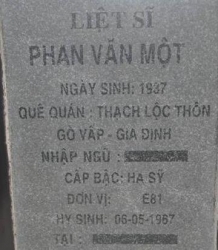 LIỆT SĨ
PHAN VĂN MỘT
NGÀY SINH: 1937
QUÊ QUÁN : THẠCH LỘC THÔN
GÒ VẤP - GIA ĐỊNH
NHẬP NGŨ :
CẤP BẬC: HẠ SỸ
ĐƠN VỊ: E81
HY SINH: 06-05-1967
TẠI :